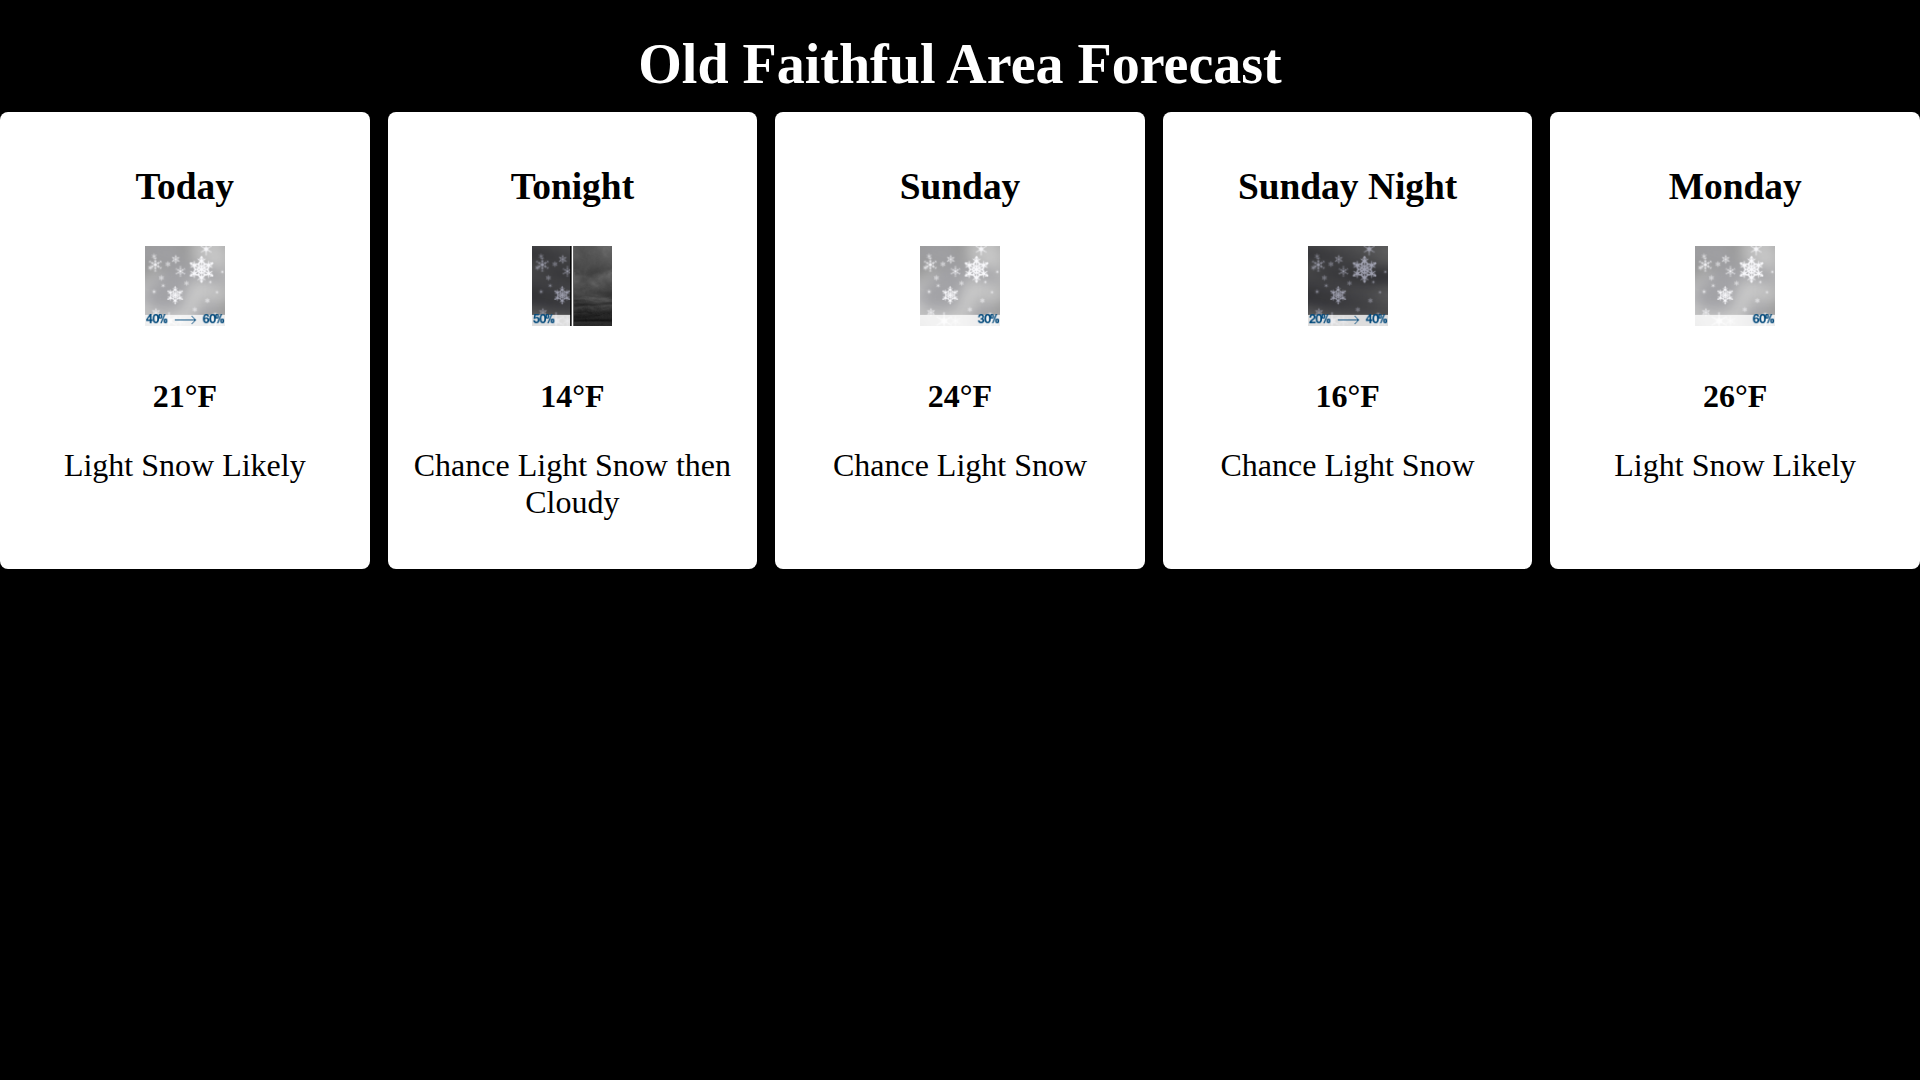 Old Faithful Area Forecast
Today
40% → 60%
21°F
Light Snow Likely
Tonight
50%
14°F
Chance Light Snow then
Cloudy
Sunday
30%
24°F
Chance Light Snow
Sunday Night
20% → 40%
16°F
Chance Light Snow
Monday
60%
26°F
Light Snow Likely